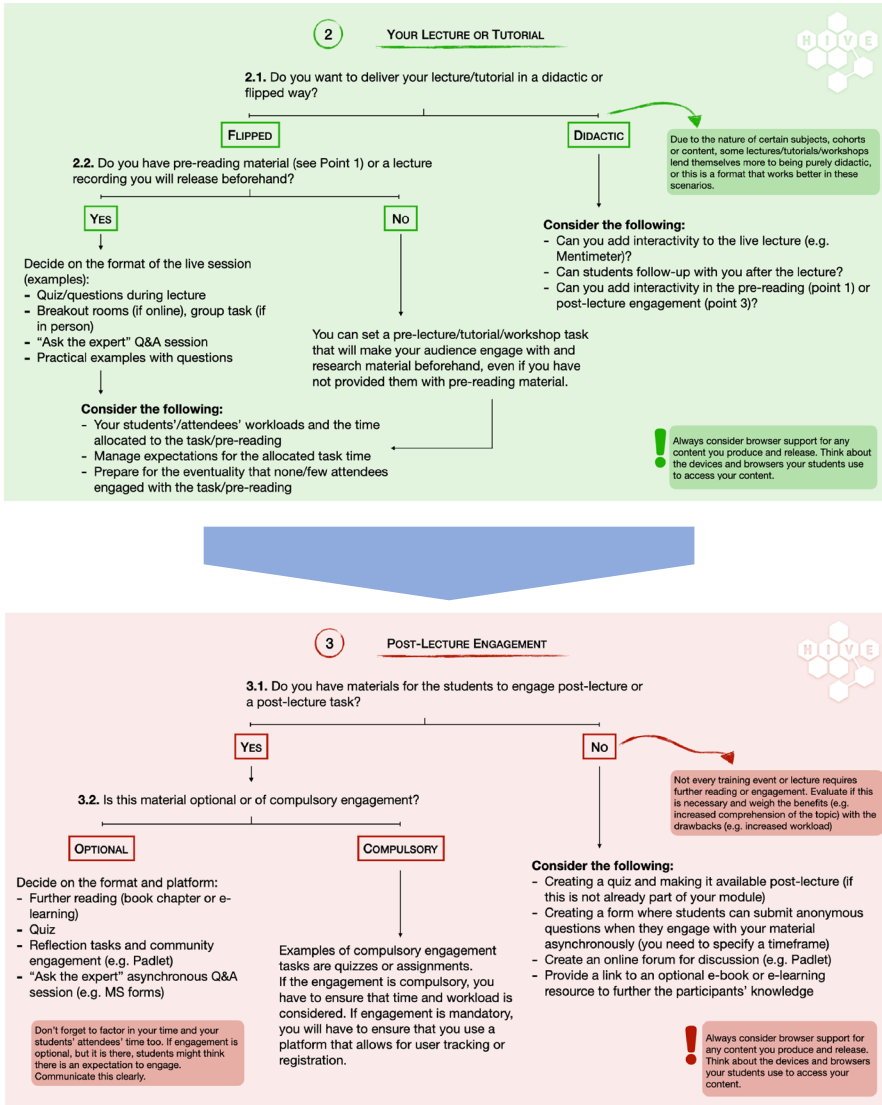 2 YOUR LECTURE OR TUTORIAL
HIVE
2.1. Do you want to deliver your lecture/tutorial in a didactic or
flipped way?
FLIPPED
DIDACTIC
Due to the nature of certain subjects, cohorts
or content, some lectures/tutorials/workshops
lend themselves more to being purely didactic,
or this is a format that works better in these
scenarios.
2.2. Do you have pre-reading material (see Point 1) or a lecture
recording you will release beforehand?
YES
NO
Decide on the format of the live session
(examples):
- Quiz/questions during lecture
- Breakout rooms (if online), group task (if
in person)
- “Ask the expert” Q&A session
- Practical examples with questions
You can set a pre-lecture/tutorial/workshop task
that will make your audience engage with and
research material beforehand, even if you have
not provided them with pre-reading material.
Consider the following:
- Can you add interactivity to the live lecture (e.g.
Mentimeter)?
- Can students follow-up with you after the lecture?
- Can you add interactivity in the pre-reading (point 1) or
post-lecture engagement (point 3)?
Consider the following:
- Your students’/attendees’ workloads and the time
allocated to the task/pre-reading
- Manage expectations for the allocated task time
- Prepare for the eventuality that none/few attendees
engaged with the task/pre-reading
! Always consider browser support for any
content you produce and release. Think about
the devices and browsers your students use
to access your content.
3 POST-LECTURE ENGAGEMENT
HIVE
3.1. Do you have materials for the students to engage post-lecture or
a post-lecture task?
YES
NO
Not every training event or lecture requires
further reading or engagement. Evaluate if this
is necessary and weigh the benefits (e.g.
increased comprehension of the topic) with the
drawbacks (e.g. increased workload)
3.2. Is this material optional or of compulsory engagement?
OPTIONAL
COMPULSORY
Decide on the format and platform:
- Further reading (book chapter or e-
learning)
- Quiz
- Reflection tasks and community
engagement (e.g. Padlet)
- “Ask the expert” asynchronous Q&A
session (e.g. MS forms)
Don’t forget to factor in your time and your
students’ attendees’ time too. If engagement is
optional, but it is there, students might think
there is an expectation to engage.
Communicate this clearly.
Examples of compulsory engagement
tasks are quizzes or assignments.
If the engagement is compulsory, you
have to ensure that time and workload is
considered. If engagement is mandatory,
you will have to ensure that you use a
platform that allows for user tracking or
registration.
Consider the following:
- Creating a quiz and making it available post-lecture (if
this is not already part of your module)
- Creating a form where students can submit anonymous
questions when they engage with your material
asynchronously (you need to specify a timeframe)
- Create an online forum for discussion (e.g. Padlet)
- Provide a link to an optional e-book or e-learning
resource to further the participants’ knowledge
! Always consider browser support for
any content you produce and release.
Think about the devices and browsers
your students use to access your
content.